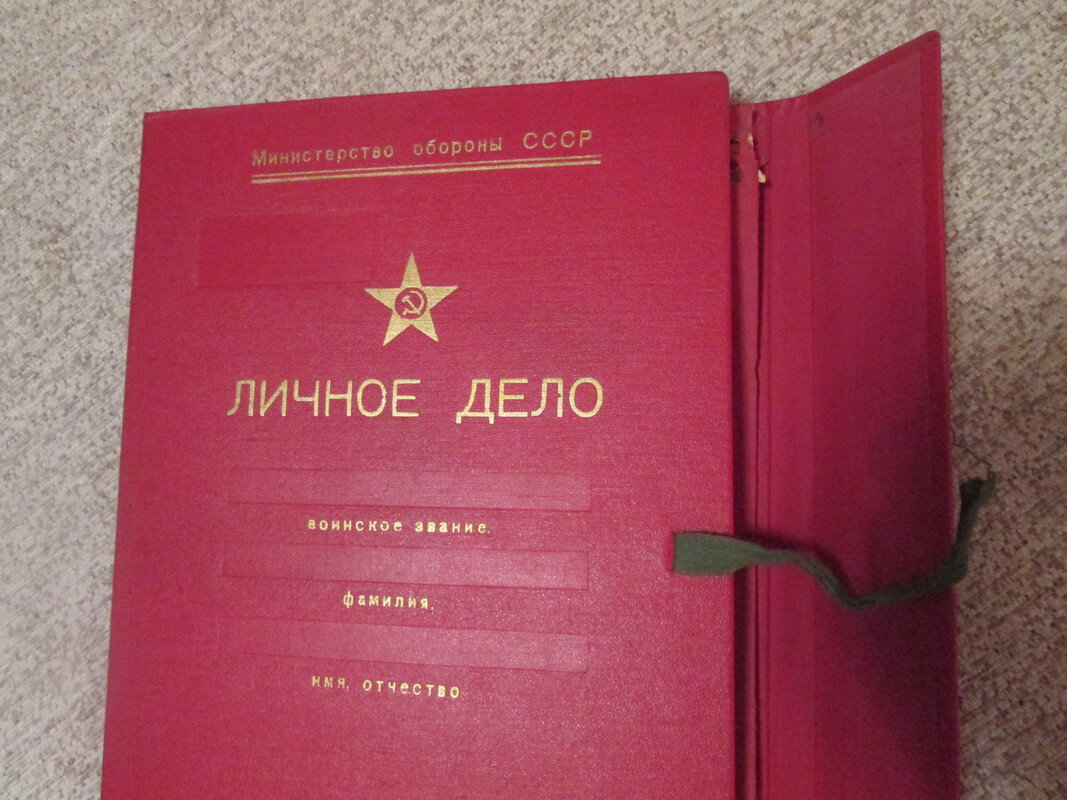 Министерство обороны СССР
ЛИЧНОЕ ДЕЛО
воинское звание,
фамилия,
имя, отчество